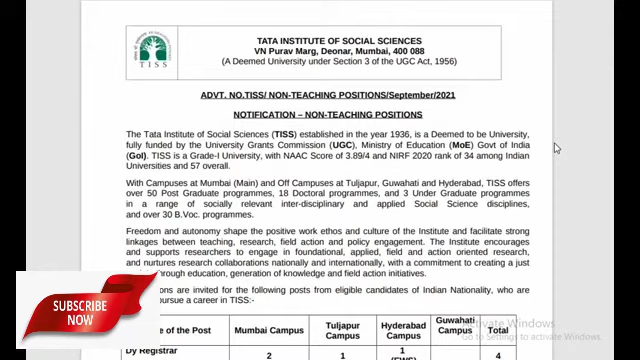 TISS
TATA INSTITUTE OF SOCIAL SCIENCES
VN Purav Marg, Deonar, Mumbai, 400 088
(A Deemed University under Section 3 of the UGC Act, 1956)
ADVT. NO.TISS/ NON-TEACHING POSITIONS/September/2021
NOTIFICATION – NON-TEACHING POSITIONS
The Tata Institute of Social Sciences (TISS) established in the year 1936, is a Deemed to be University,
fully funded by the University Grants Commission (UGC), Ministry of Education (MoE) Govt of India
(GoI). TISS is a Grade-I University, with NAAC Score of 3.89/4 and NIRF 2020 rank of 34 among Indian
Universities and 57 overall.
With Campuses at Mumbai (Main) and Off Campuses at Tuljapur, Guwahati and Hyderabad, TISS offers
over 50 Post Graduate programmes, 18 Doctoral programmes, and 3 Under Graduate programmes
in a range of socially relevant inter-disciplinary and applied Social Science disciplines,
and over 30 B.Voc. programmes.
Freedom and autonomy shape the positive work ethos and culture of the Institute and facilitate strong
linkages between teaching, research, field action and policy engagement. The Institute encourages
and supports researchers to engage in foundational, applied, field and action oriented research,
and nurtures research collaborations nationally and internationally, with a commitment to creating a just
through education, generation of knowledge and field action initiatives.
are invited for the following posts from eligible candidates of Indian Nationality, who are
pursue a career in TISS:-
SUBSCRIBE
NOW
of the Post Mumbai Campus Tuljapur Campus Hyderabad Campus Guwahati Campus Total
Dy Registrar 2 1 1 (EWS) 4
Activate Windows
Go to Settings to activate Windows.